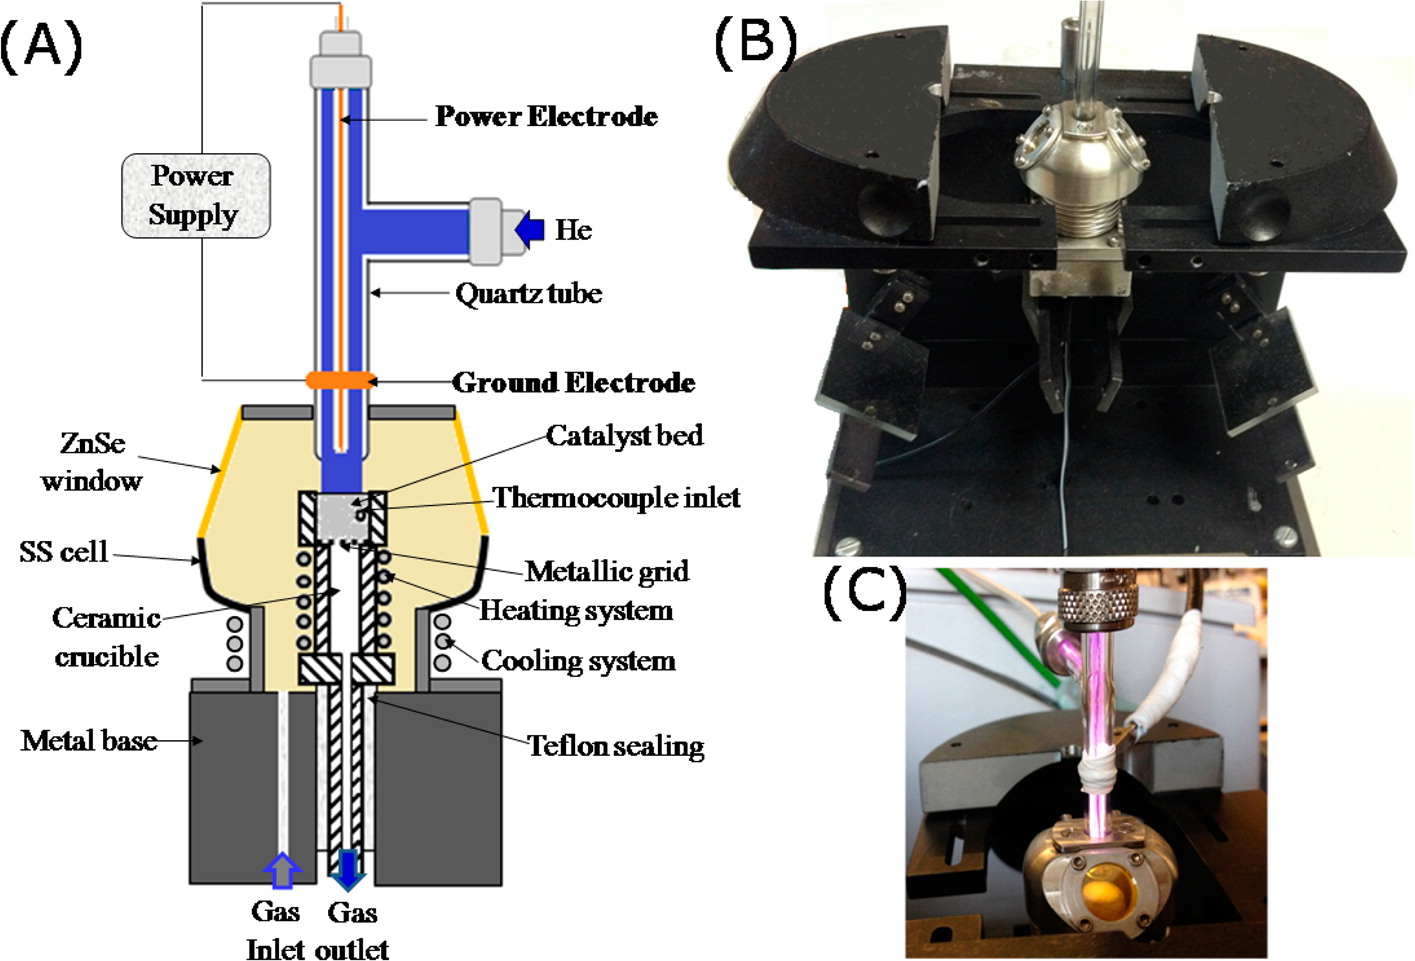 (A)
Power
Supply
Power Electrode
He
Quartz tube
Ground Electrode
ZnSe
window
Catalyst bed
Thermocouple inlet
SS cell
Metallic grid
Heating system
Ceramic
crucible
Cooling system
Metal base
Teflon sealing
Gas
Inlet
Gas
outlet
(B)
(C)